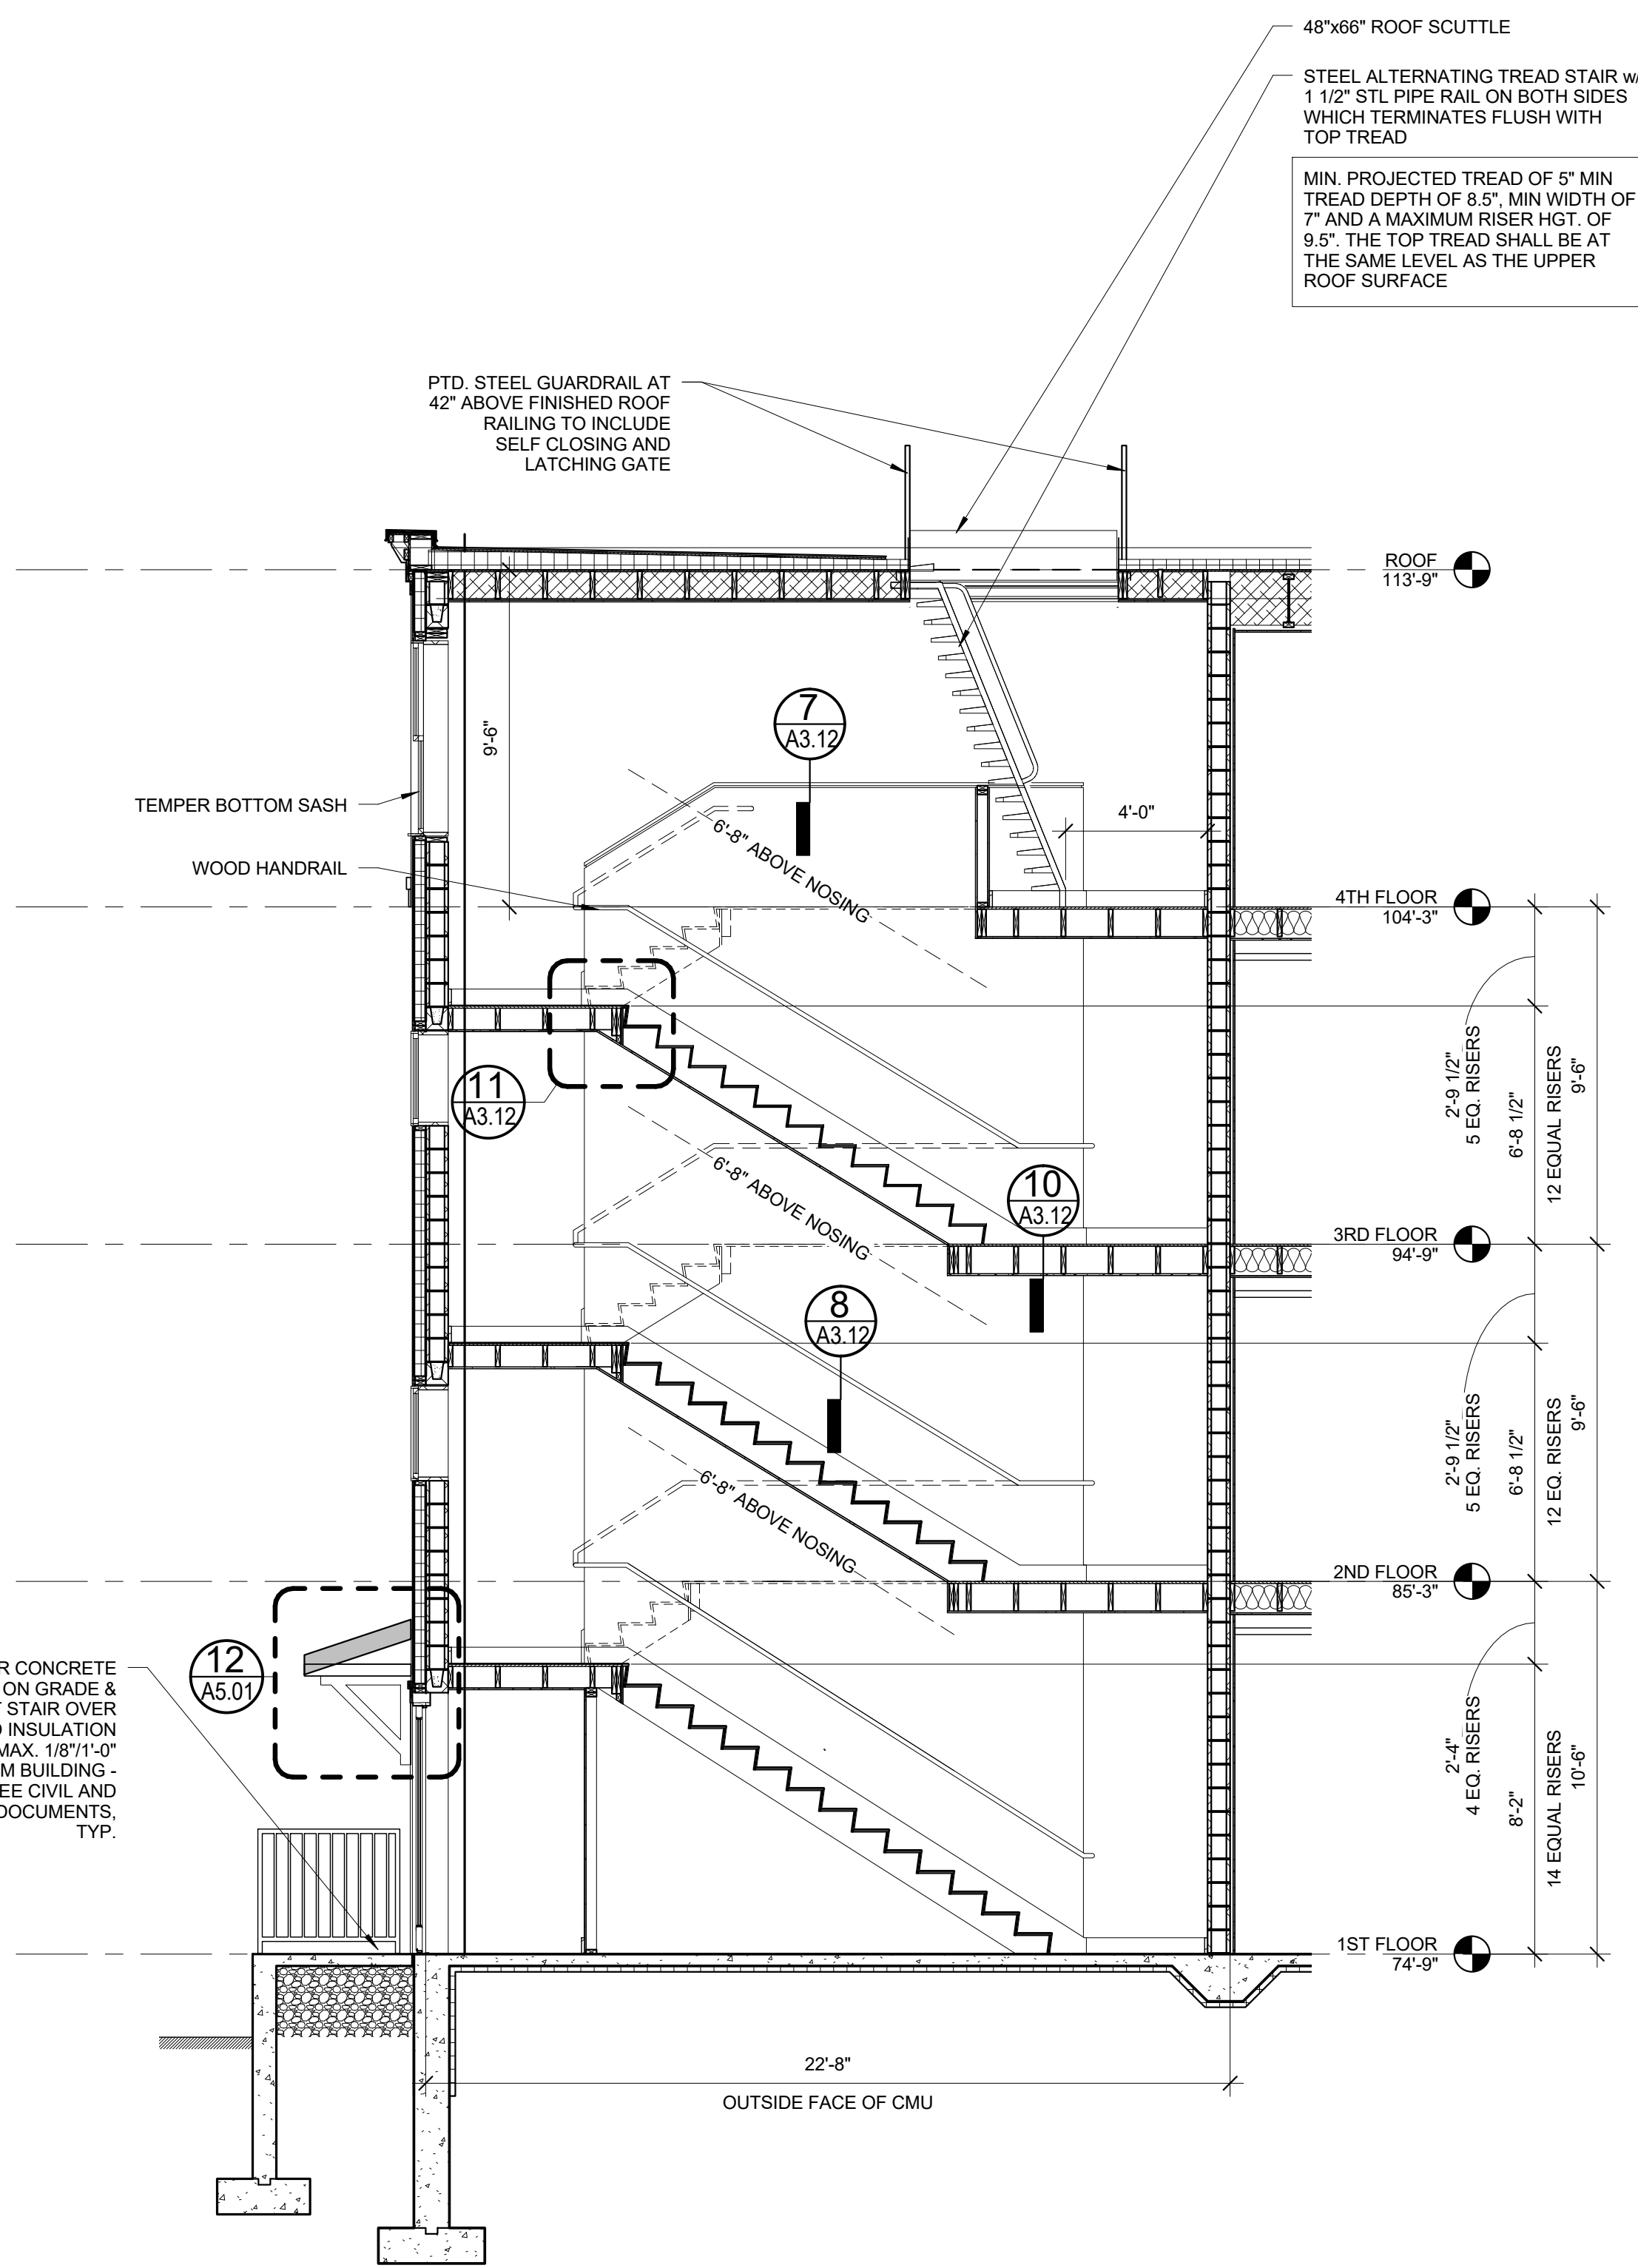 48"x66" ROOF SCUTTLE
STEEL ALTERNATING TREAD STAIR w/
1 1/2" STL PIPE RAIL ON BOTH SIDES
WHICH TERMINATES FLUSH WITH
TOP TREAD
MIN. PROJECTED TREAD OF 5" MIN
TREAD DEPTH OF 8.5", MIN WIDTH OF
7" AND A MAXIMUM RISER HGT. OF
9.5". THE TOP TREAD SHALL BE AT
THE SAME LEVEL AS THE UPPER
ROOF SURFACE
PTD. STEEL GUARDRAIL AT
42" ABOVE FINISHED ROOF
RAILING TO INCLUDE
SELF CLOSING AND
LATCHING GATE
ROOF
113'-9"
7
A3.12
9'-6"
TEMPER BOTTOM SASH
4'-0"
6'-8" ABOVE NOSING
WOOD HANDRAIL
4TH FLOOR
104'-3"
11
A3.12
2'-9 1/2"
5 EQ. RISERS
6'-8 1/2"
12 EQUAL RISERS
9'-6"
6'-8" ABOVE NOSING
10
A3.12
3RD FLOOR
94'-9"
8
A3.12
2'-9 1/2"
5 EQ. RISERS
6'-8 1/2"
12 EQ. RISERS
9'-6"
6'-8" ABOVE NOSING
2ND FLOOR
85'-3"
12
A5.01
R CONCRETE
ON GRADE &
T STAIR OVER
D INSULATION
MAX. 1/8"/1'-0"
M BUILDING -
EE CIVIL AND
DOCUMENTS,
TYP.
2'-4"
4 EQ. RISERS
8'-2"
14 EQUAL RISERS
10'-6"
1ST FLOOR
74'-9"
22'-8"
OUTSIDE FACE OF CMU